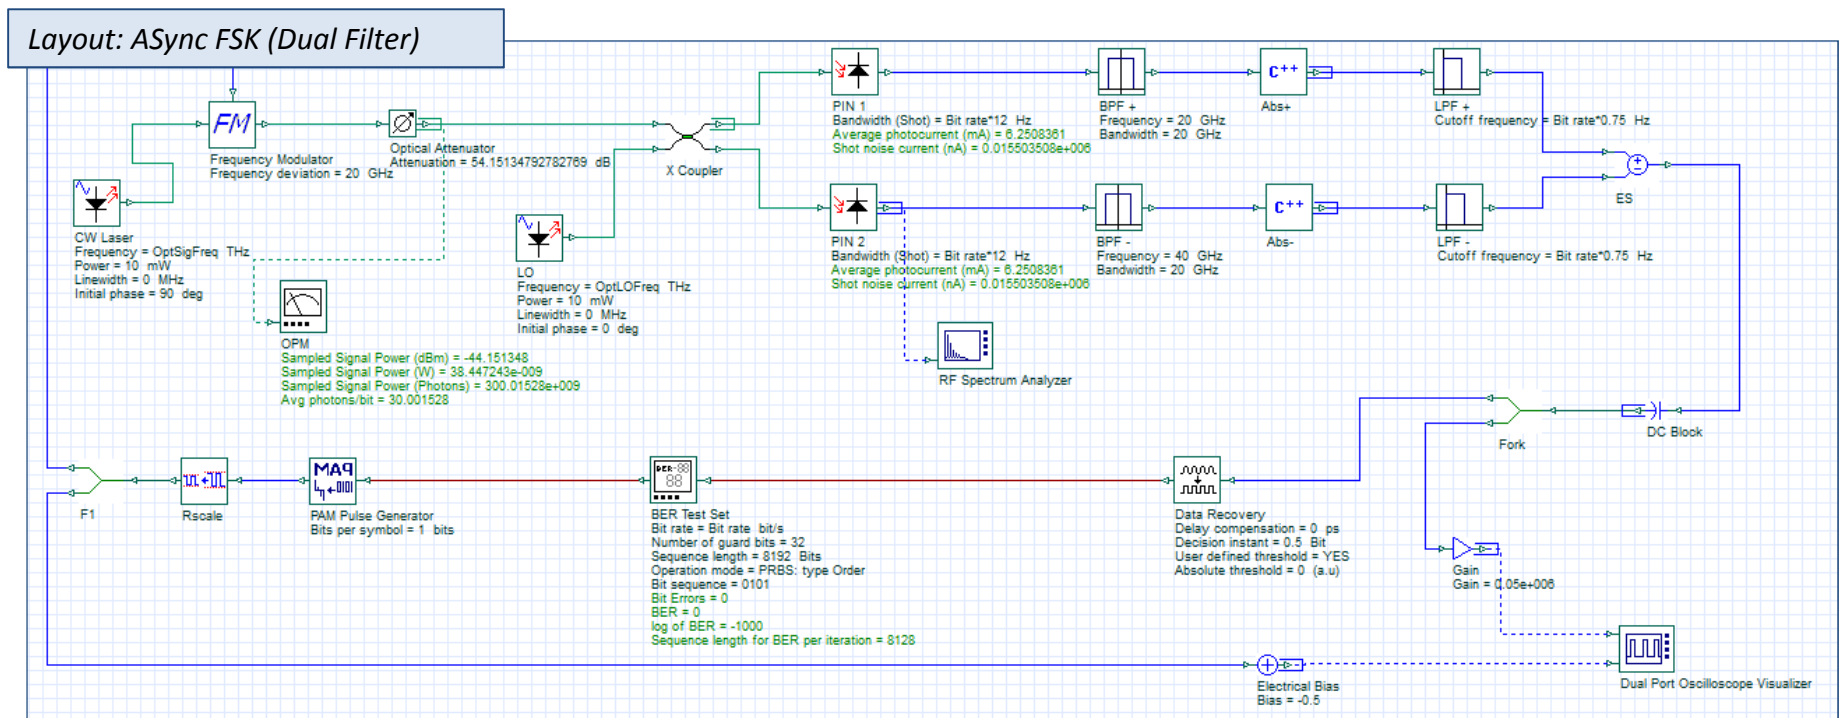 Layout: ASync FSK (Dual Filter)
FM
Frequency Modulator
Frequency deviation = 20 GHz
Optical Attenuator
Attenuation = 54.15134792782769 dB
CW Laser
Frequency = OptSigFreq THz
Power = 10 mW
Linewidth = 0 MHz
Initial phase = 90 deg
OPM
Sampled Signal Power (dBm) = -44.151348
Sampled Signal Power (W) = 38.447243e-009
Sampled Signal Power (Photons) = 300.01528e+009
Avg photons/bit = 30.001528
X Coupler
LO
Frequency = OptLOFreq THz
Power = 10 mW
Linewidth = 0 MHz
Initial phase = 0 deg
PIN 1
Bandwidth (Shot) = Bit rate*12 Hz
Average photocurrent (mA) = 6.2508361
Shot noise current (nA) = 0.015503508e+006
BPF +
Frequency = 20 GHz
Bandwidth = 20 GHz
C++
Abs+
LPF +
Cutoff frequency = Bit rate*0.75 Hz
PIN 2
Bandwidth (Shot) = Bit rate*12 Hz
Average photocurrent (mA) = 6.2508361
Shot noise current (nA) = 0.015503508e+006
BPF -
Frequency = 40 GHz
Bandwidth = 20 GHz
C++
Abs-
LPF -
Cutoff frequency = Bit rate*0.75 Hz
ES
RF Spectrum Analyzer
DC Block
Fork
F1
Rscale
PAM Pulse Generator
Bits per symbol = 1 bits
BER Test Set
Bit rate = Bit rate bit/s
Number of guard bits = 32
Sequence length = 8192 Bits
Operation mode = PRBS: type Order
Bit sequence = 0101
Bit Errors = 0
BER = 0
log of BER = -1000
Sequence length for BER per iteration = 8128
Data Recovery
Delay compensation = 0 ps
Decision instant = 0.5 Bit
User defined threshold = YES
Absolute threshold = 0 (a.u)
Gain
Gain = 0.05e+006
Electrical Bias
Bias = -0.5
Dual Port Oscilloscope Visualizer